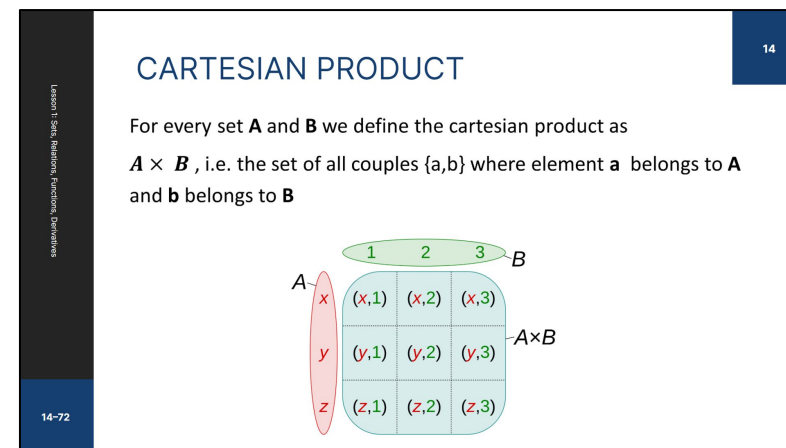 14
CARTESIAN PRODUCT
Lesson 1: Sets, Relations, Functions, Derivatives
For every set A and B we define the cartesian product as
A × B , i.e. the set of all couples {a,b} where element a belongs to A
and b belongs to B
1 2 3 B
A
x (x,1) (x,2) (x,3)
A×B
y (y,1) (y,2) (y,3)
z (z,1) (z,2) (z,3)
14–72